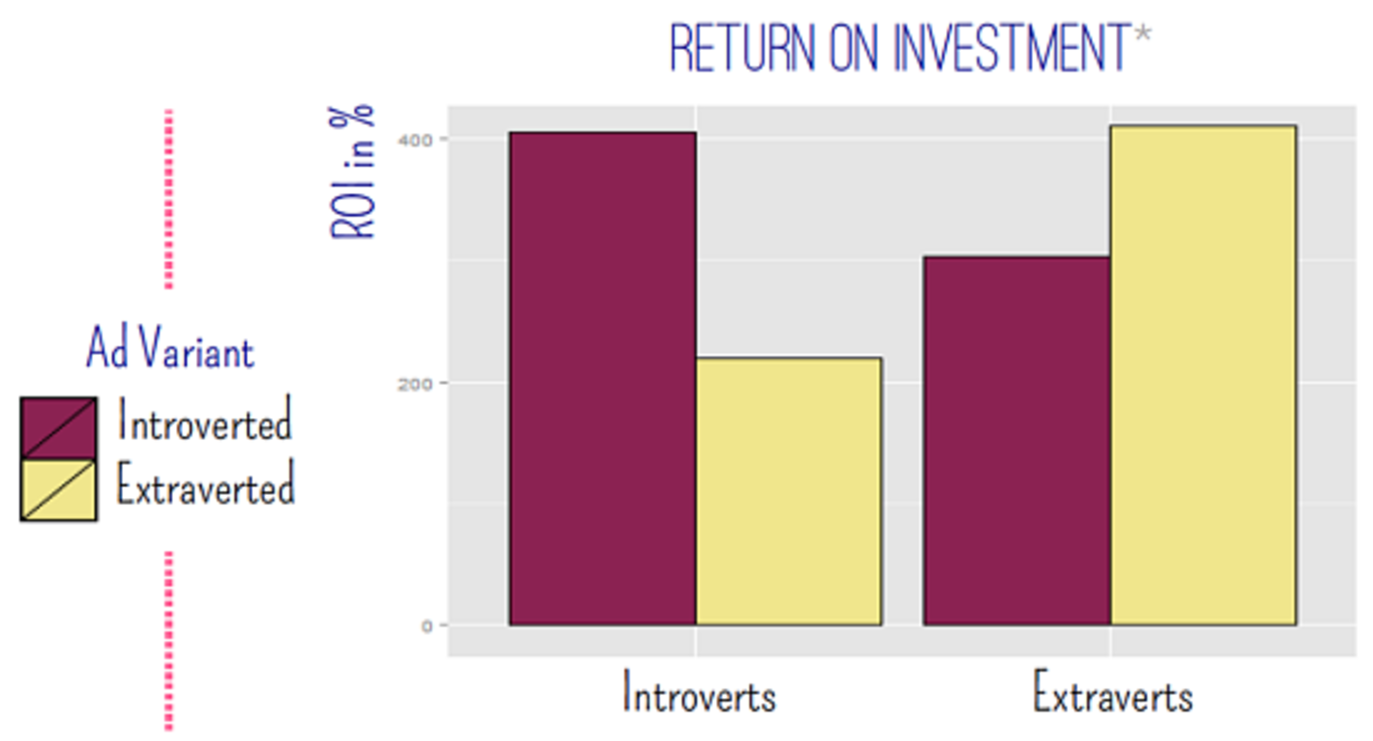 RETURN ON INVESTMENT*
ROI in %
400
200
0
Introverts
Extraverts
Ad Variant
Introverted
Extraverted